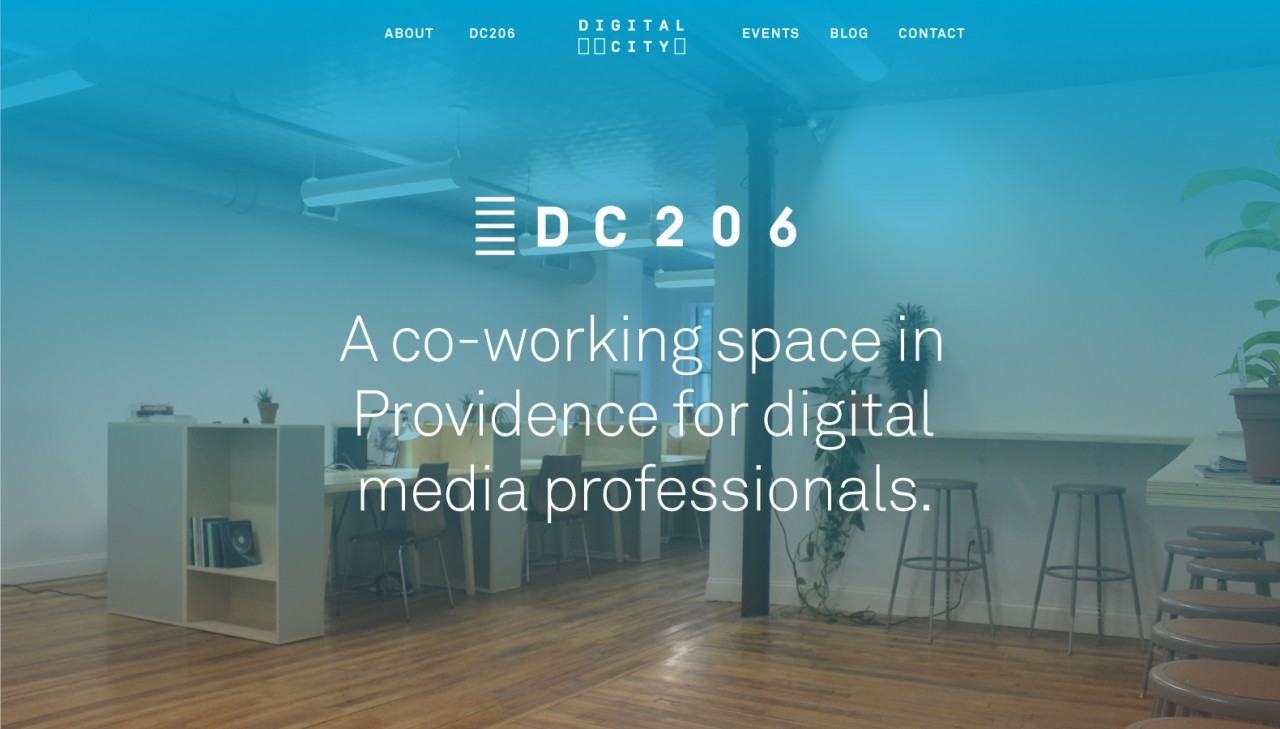 ABOUT
DC206
DIGITAL
CITY
EVENTS
BLOG
CONTACT
DC206
A co-working space in
Providence for digital
media professionals.